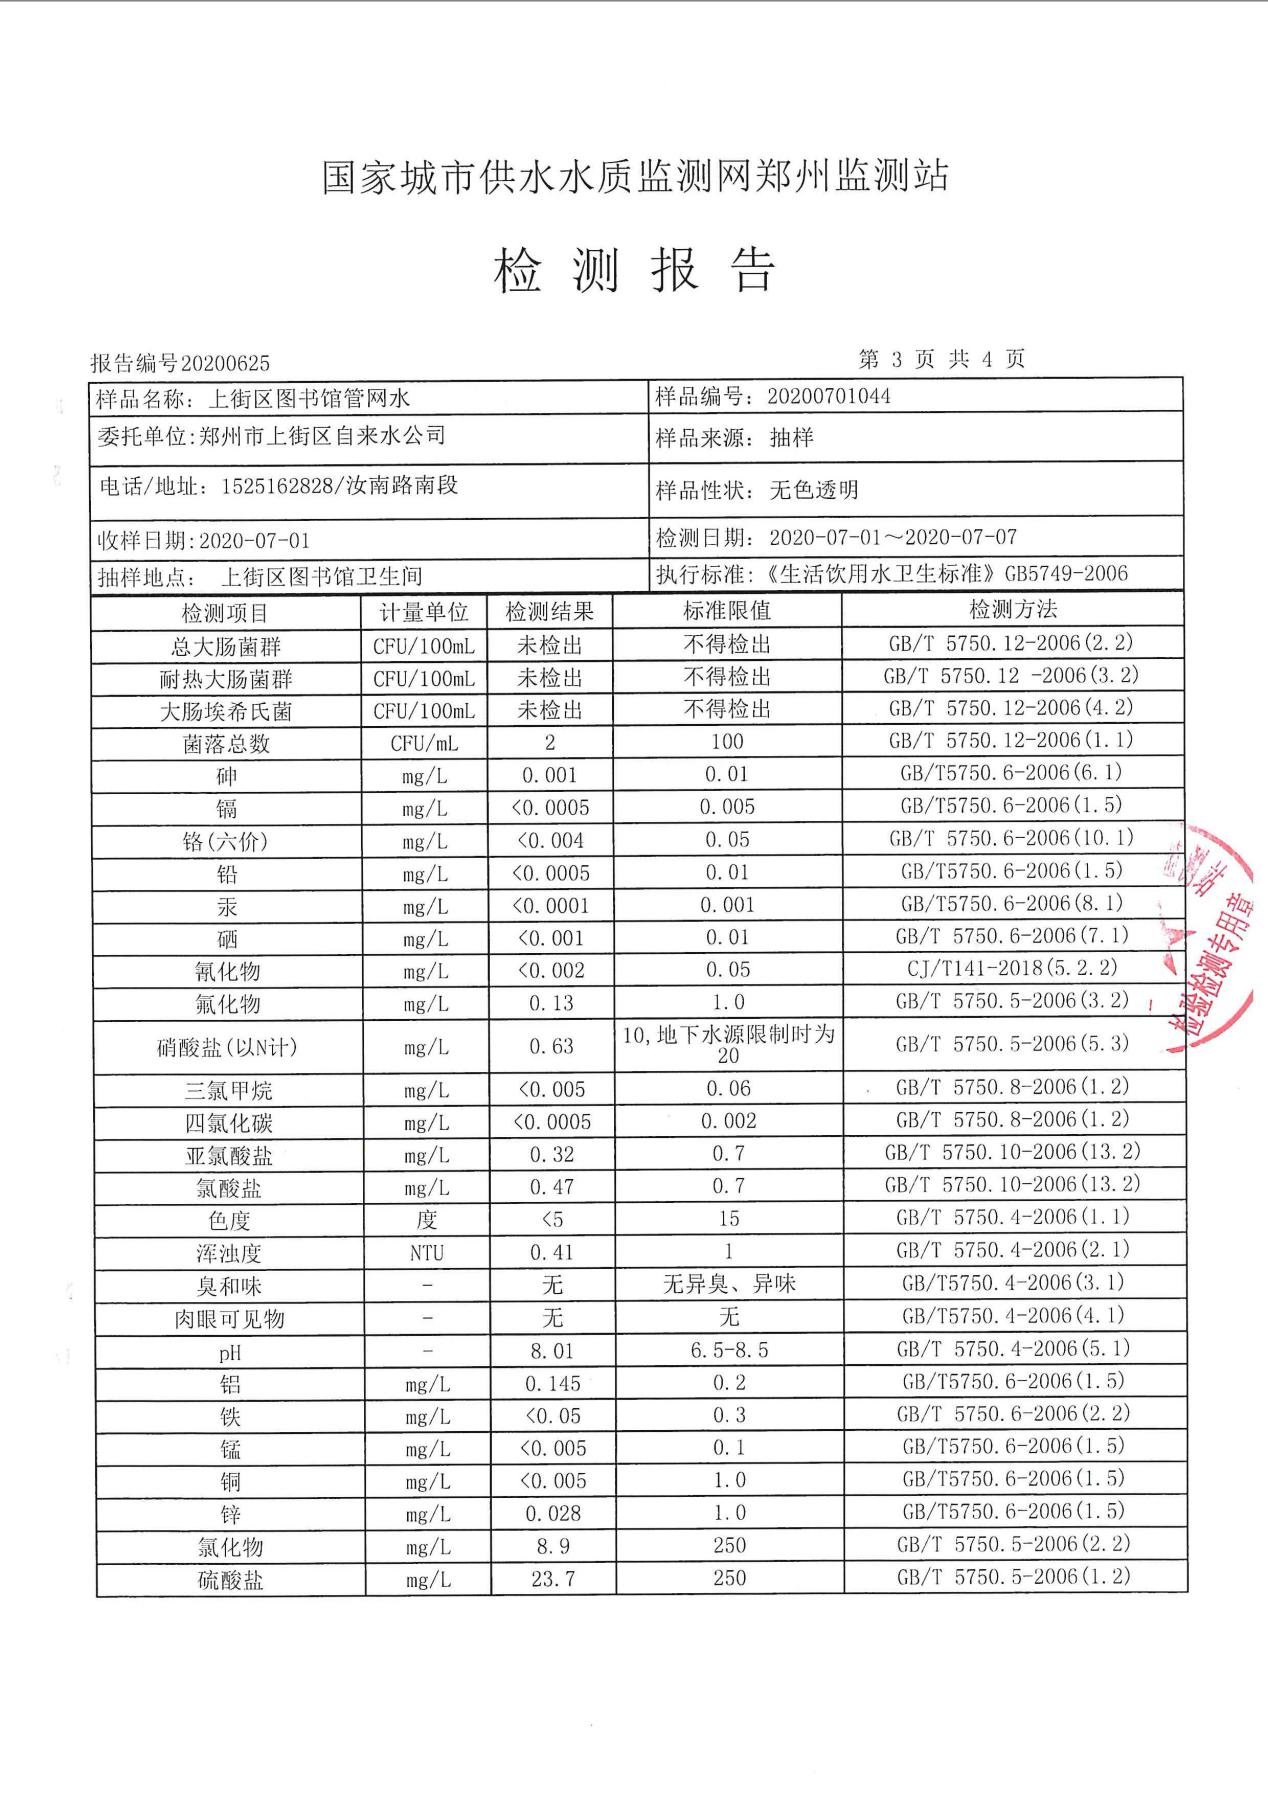 国家城市供水水质监测网郑州监测站
检测报告
报告编号20200625 第 3 页 共 4 页
样品名称：上街区图书馆管网水 样品编号：20200701044
委托单位:郑州市上街区自来水公司 样品来源：抽样
电话/地址：1525162828/汝南路南段 样品性状：无色透明
收样日期:2020-07-01 检测日期：2020-07-01～2020-07-07
抽样地点：上街区图书馆卫生间 执行标准:《生活饮用水卫生标准》GB5749-2006
检测项目 计量单位 检测结果 标准限值 检测方法
总大肠菌群 CFU/100mL 未检出 不得检出 GB/T 5750.12-2006(2.2)
耐热大肠菌群 CFU/100mL 未检出 不得检出 GB/T 5750.12 -2006(3.2)
大肠埃希氏菌 CFU/100mL 未检出 不得检出 GB/T 5750.12-2006(4.2)
菌落总数 CFU/mL 2 100 GB/T 5750.12-2006(1.1)
砷 mg/L 0.001 0.01 GB/T5750.6-2006(6.1)
镉 mg/L <0.0005 0.005 GB/T5750.6-2006(1.5)
铬(六价) mg/L <0.004 0.05 GB/T 5750.6-2006(10.1)
铅 mg/L <0.0005 0.01 GB/T5750.6-2006(1.5)
汞 mg/L <0.0001 0.001 GB/T5750.6-2006(8.1)
硒 mg/L <0.001 0.01 GB/T 5750.6-2006(7.1)
氰化物 mg/L <0.002 0.05 CJ/T141-2018(5.2.2)
氟化物 mg/L 0.13 1.0 GB/T 5750.5-2006(3.2)
硝酸盐(以N计) mg/L 0.63 10,地下水源限制时为20 GB/T 5750.5-2006(5.3)
三氯甲烷 mg/L <0.005 0.06 GB/T 5750.8-2006(1.2)
四氯化碳 mg/L <0.0005 0.002 GB/T 5750.8-2006(1.2)
亚氯酸盐 mg/L 0.32 0.7 GB/T 5750.10-2006(13.2)
氯酸盐 mg/L 0.47 0.7 GB/T 5750.10-2006(13.2)
色度 度 <5 15 GB/T 5750.4-2006(1.1)
浑浊度 NTU 0.41 1 GB/T 5750.4-2006(2.1)
臭和味 - 无 无异臭、异味 GB/T5750.4-2006(3.1)
肉眼可见物 - 无 无 GB/T5750.4-2006(4.1)
pH - 8.01 6.5-8.5 GB/T 5750.4-2006(5.1)
铝 mg/L 0.145 0.2 GB/T5750.6-2006(1.5)
铁 mg/L <0.05 0.3 GB/T 5750.6-2006(2.2)
锰 mg/L <0.005 0.1 GB/T5750.6-2006(1.5)
铜 mg/L <0.005 1.0 GB/T5750.6-2006(1.5)
锌 mg/L 0.028 1.0 GB/T5750.6-2006(1.5)
氯化物 mg/L 8.9 250 GB/T 5750.5-2006(2.2)
硫酸盐 mg/L 23.7 250 GB/T 5750.5-2006(1.2)
检验检测专用章